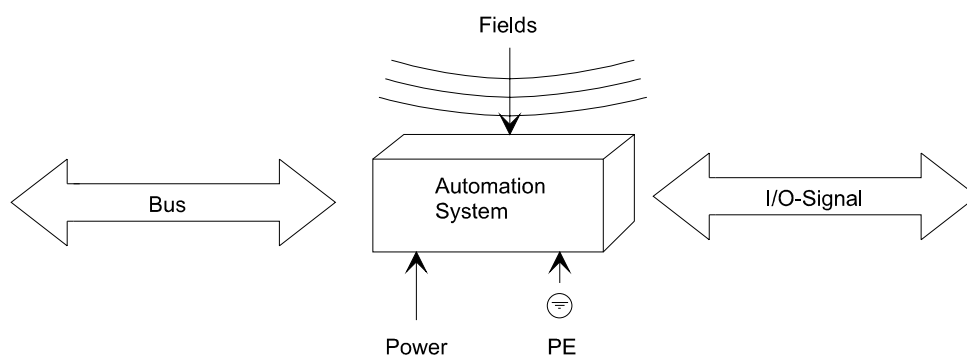 Fields
Automation
System
Bus
I/O-Signal
Power
PE